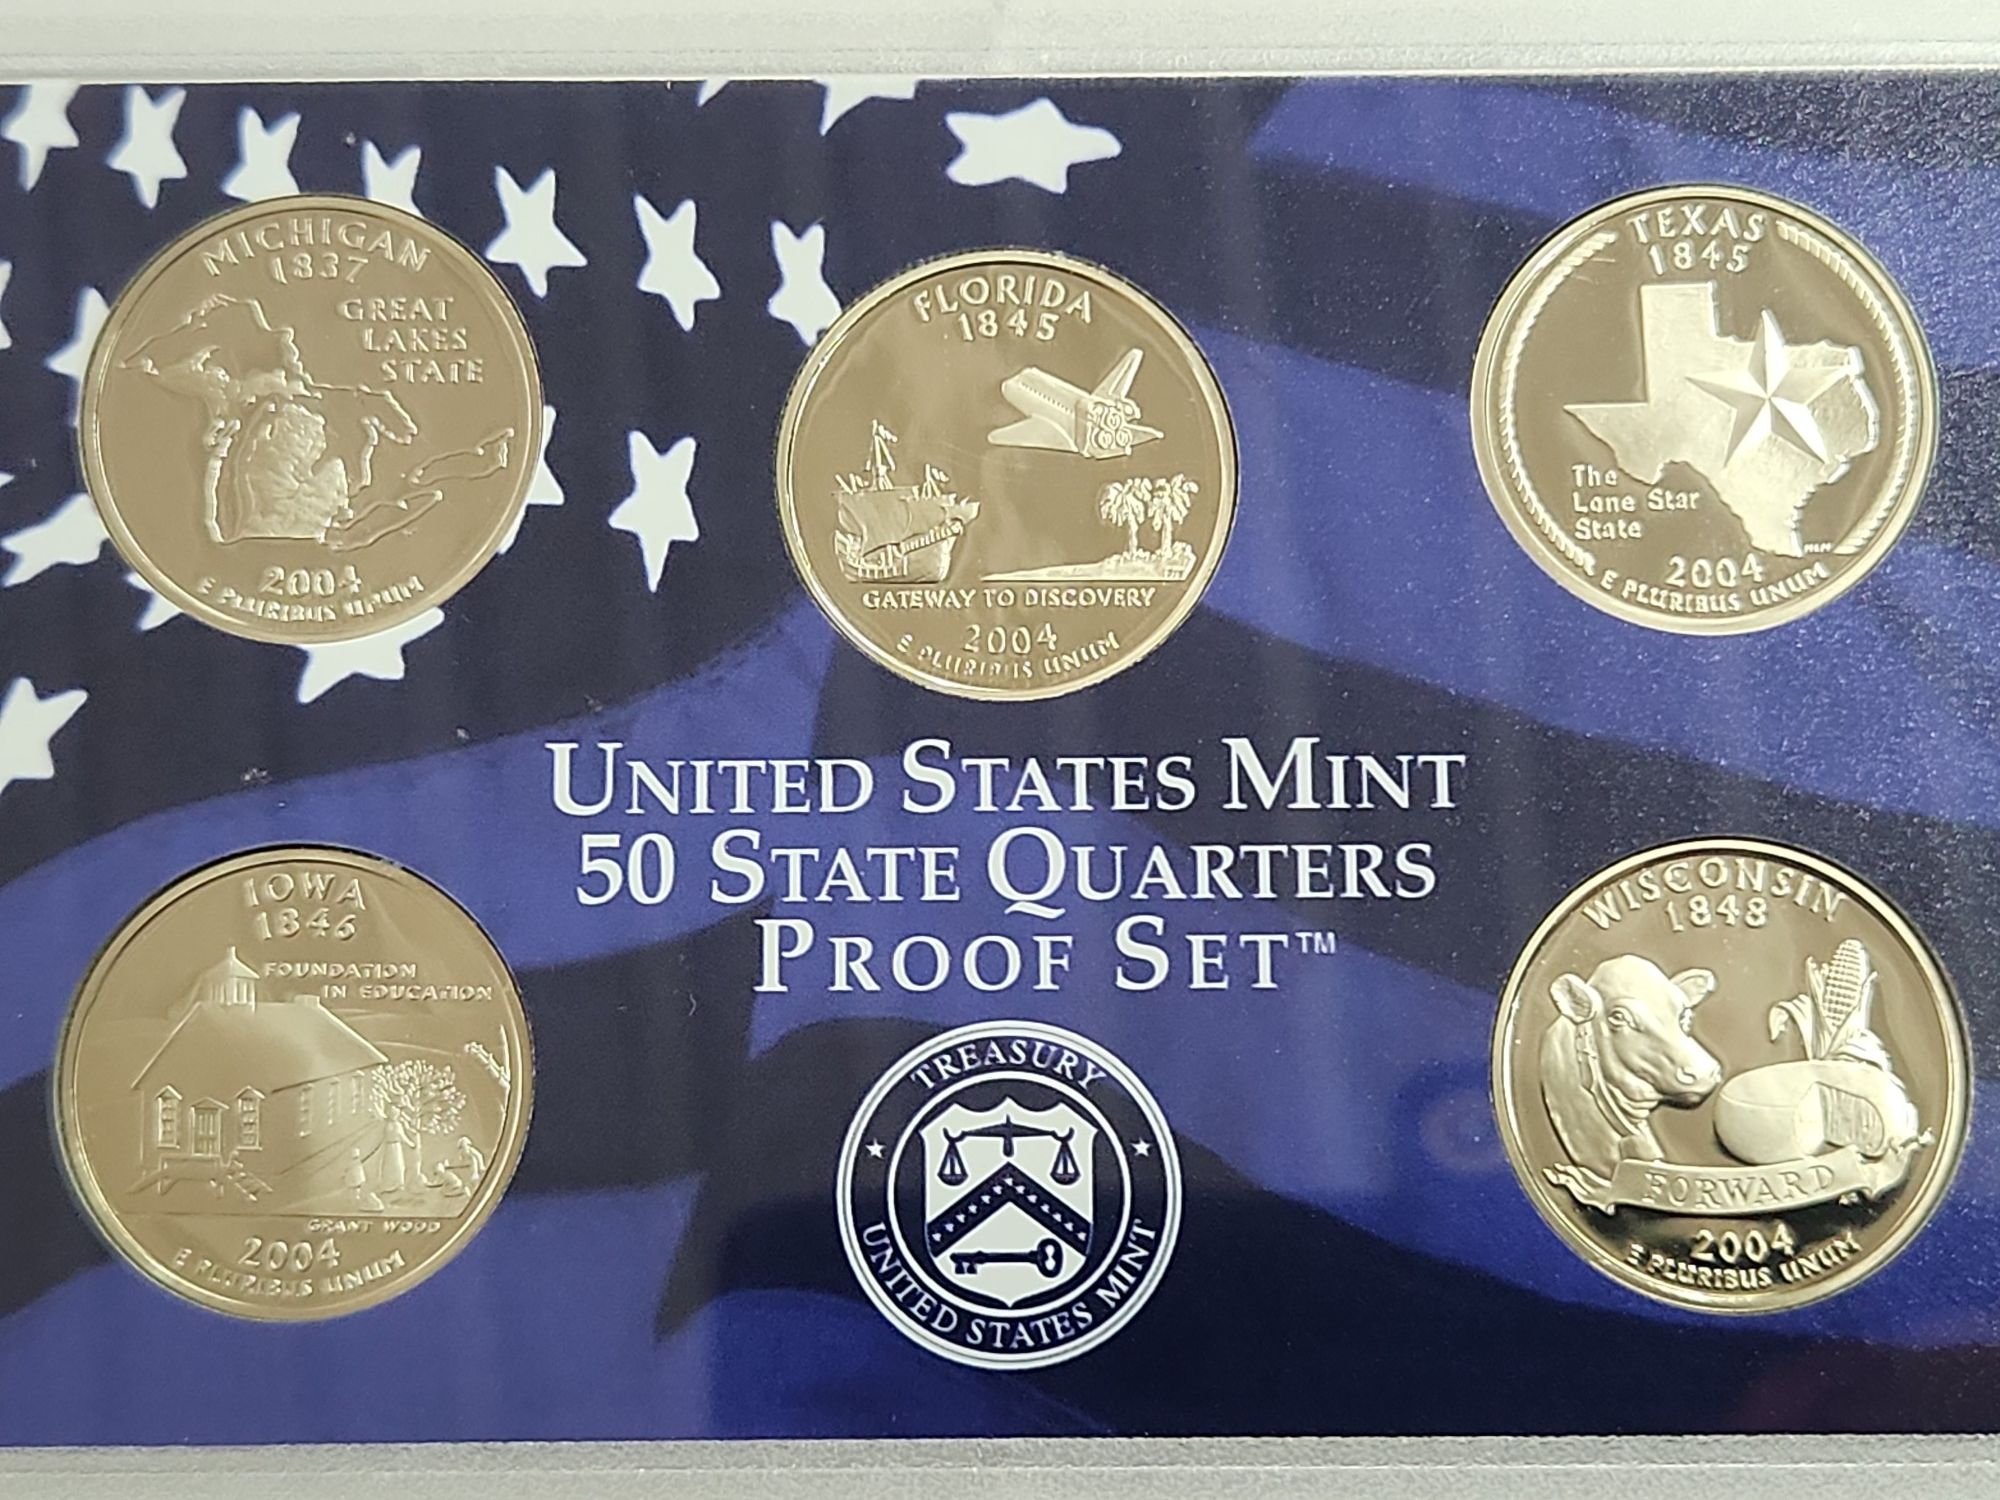 MICHIGAN
1837
GREAT
LAKES
STATE
2004
E PLURIBUS UNUM
FLORIDA
1845
GATEWAY TO DISCOVERY
2004
E PLURIBUS UNUM
TEXAS
1845
The
Lone Star
State
2004
E PLURIBUS UNUM
UNITED STATES MINT
50 STATE QUARTERS
PROOF SET™
IOWA
1846
FOUNDATION
IN EDUCATION
GRANT WOOD
2004
E PLURIBUS UNUM
TREASURY
UNITED STATES MINT
WISCONSIN
1848
FORWARD
2004
E PLURIBUS UNUM